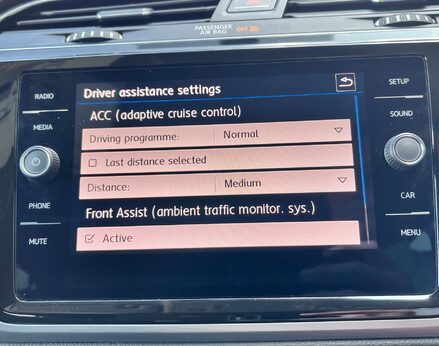 PASSENGER
AIR BAG OFF
RADIO
MEDIA
PHONE
MUTE
Driver assistance settings
ACC (adaptive cruise control)
Driving programme: Normal
Last distance selected
Distance: Medium
Front Assist (ambient traffic monitor. sys.)
Active
SETUP
SOUND
CAR
MENU